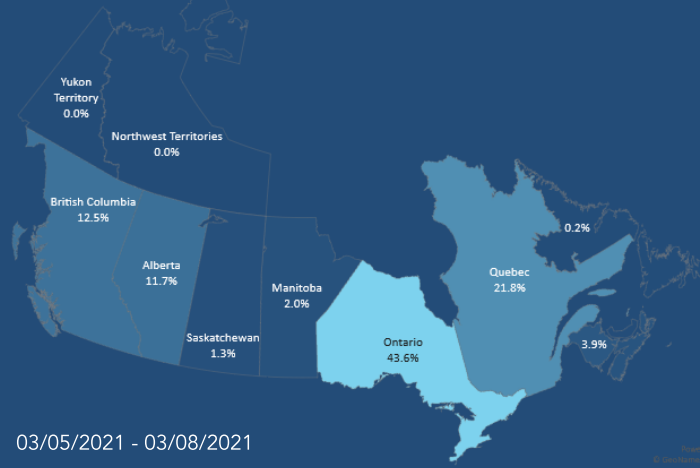 Yukon
Territory
0.0%
Northwest Territories
0.0%
British Columbia
12.5%
Alberta
11.7%
Saskatchewan
1.3%
Manitoba
2.0%
Ontario
43.6%
Quebec
21.8%
0.2%
3.9%
03/05/2021 - 03/08/2021